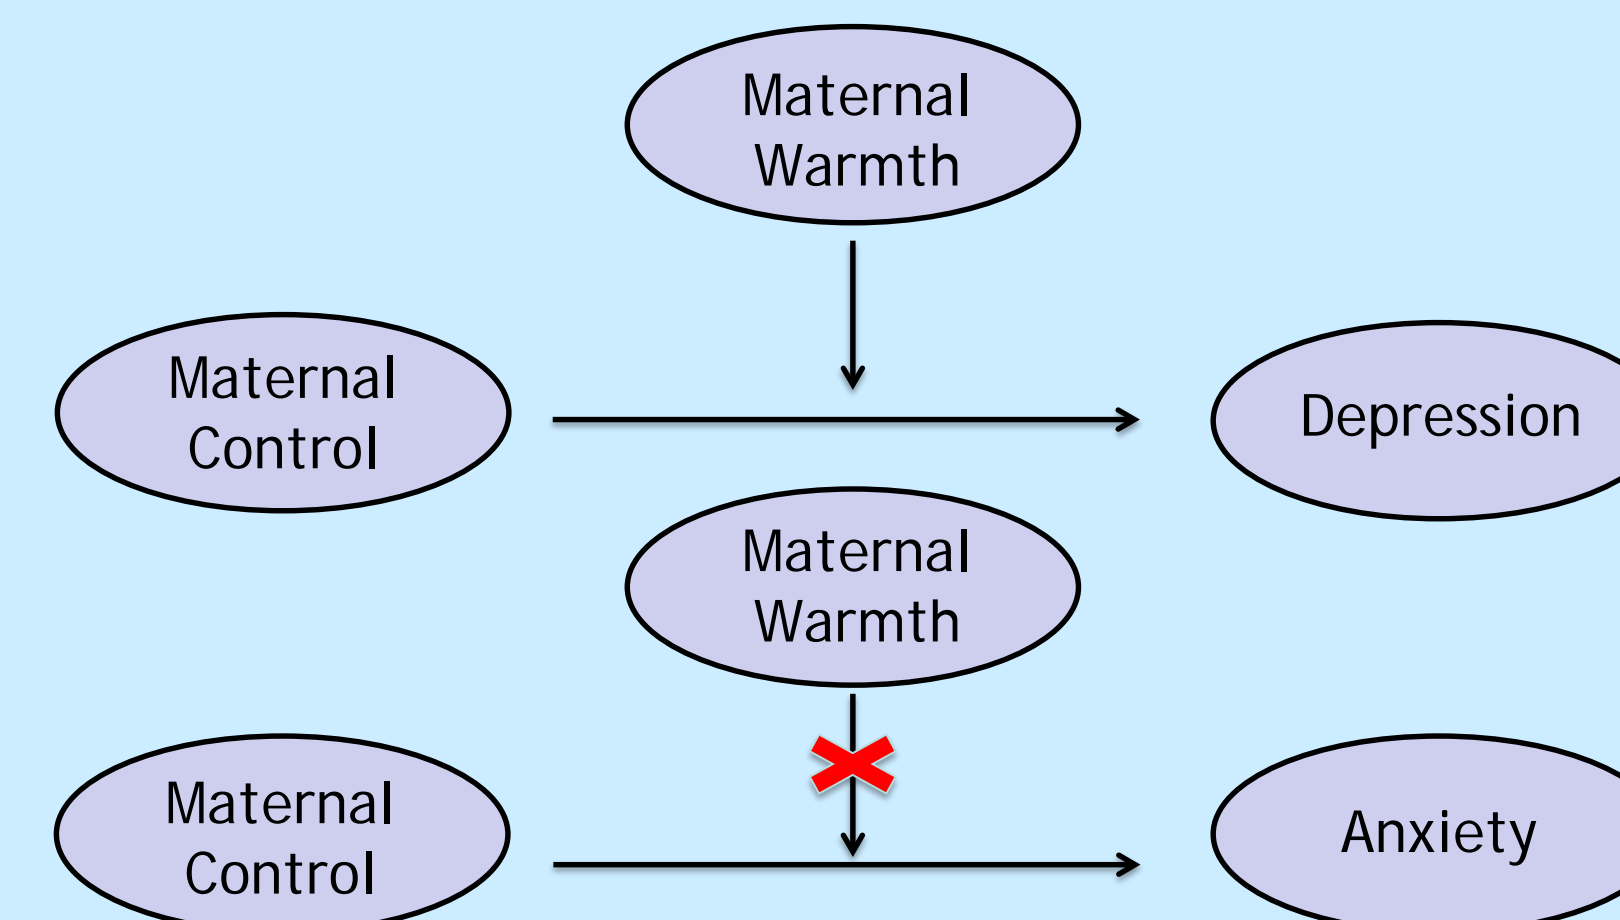 Maternal
Warmth
Maternal
Control
Depression
Maternal
Warmth
Maternal
Control
Anxiety